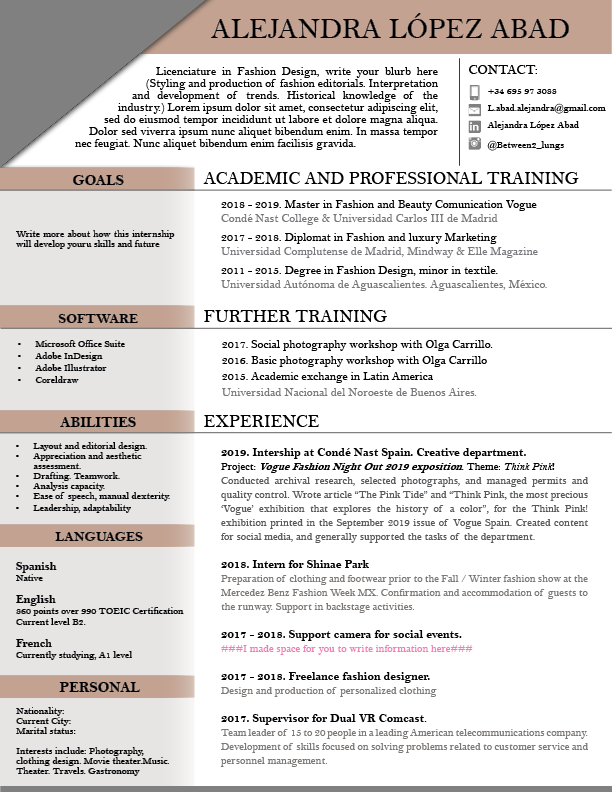 ALEJANDRA LÓPEZ ABAD
Licenciature in Fashion Design, write your blurb here
(Styling and production of fashion editorials. Interpretation
and development of trends. Historical knowledge of the
industry.) Lorem ipsum dolor sit amet, consectetur adipiscing elit,
sed do eiusmod tempor incididunt ut labore et dolore magna aliqua.
Dolor sed viverra ipsum nunc aliquet bibendum enim. In massa tempor
nec feugiat. Nunc aliquet bibendum enim facilisis gravida.
CONTACT:
+34 695 97 3088
L.abad.alejandra@gmail.com
Alejandra López Abad
@Between2_lungs
GOALS
Write more about how this internship
will develop youru skills and future
SOFTWARE
• Microsoft Office Suite
• Adobe InDesign
• Adobe Illustrator
• Coreldraw
ABILITIES
• Layout and editorial design.
• Appreciation and aesthetic
assessment.
• Drafting. Teamwork.
• Analysis capacity.
• Ease of speech, manual dexterity.
• Leadership, adaptability
LANGUAGES
Spanish
Native
English
860 points over 990 TOEIC Certification
Current level B2.
French
Currently studying, A1 level
PERSONAL
Nationality:
Current City:
Marital status:
Interests include: Photography,
clothing design. Movie theater.Music.
Theater. Travels. Gastronomy
ACADEMIC AND PROFESSIONAL TRAINING
2018 - 2019. Master in Fashion and Beauty Comunication Vogue
Condé Nast College & Universidad Carlos III de Madrid
2017 - 2018. Diplomat in Fashion and luxury Marketing
Universidad Complutense de Madrid, Mindway & Elle Magazine
2011 - 2015. Degree in Fashion Design, minor in textile.
Universidad Autónoma de Aguascalientes. Aguascalientes, México.
FURTHER TRAINING
2017. Social photography workshop with Olga Carrillo.
2016. Basic photography workshop with Olga Carrillo
2015. Academic exchange in Latin America
Universidad Nacional del Noroeste de Buenos Aires.
EXPERIENCE
2019. Intership at Condé Nast Spain. Creative department.
Project: Vogue Fashion Night Out 2019 exposition. Theme: Think Pink!
Conducted archival research, selected photographs, and managed permits and
quality control. Wrote article “The Pink Tide” and “Think Pink, the most precious
‘Vogue’ exhibition that explores the history of a color”, for the Think Pink!
exhibition printed in the September 2019 issue of Vogue Spain. Created content
for social media, and generally supported the tasks of the department.
2018. Intern for Shinae Park
Preparation of clothing and footwear prior to the Fall / Winter fashion show at the
Mercedez Benz Fashion Week MX. Confirmation and accommodation of guests to
the runway. Support in backstage activities.
2017 - 2018. Support camera for social events.
###I made space for you to write information here###
2017 - 2018. Freelance fashion designer.
Design and production of personalized clothing
2017. Supervisor for Dual VR Comcast.
Team leader of 15 to 20 people in a leading American telecommunications company.
Development of skills focused on solving problems related to customer service and
personnel management.